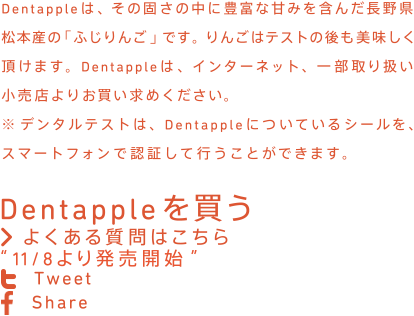 Dentappleは、その固さの中に豊富な甘みを含んだ長野県
松本産の「ふじりんご」です。りんごはテストの後も美味しく
頂けます。Dentappleは、インターネット、一部取り扱い
小売店よりお買い求めください。
※デンタルテストは、Dentappleについているシールを、
スマートフォンで認証して行うことができます。
Dentappleを買う
よくある質問はこちら
“11/8より発売開始”
Tweet
Share